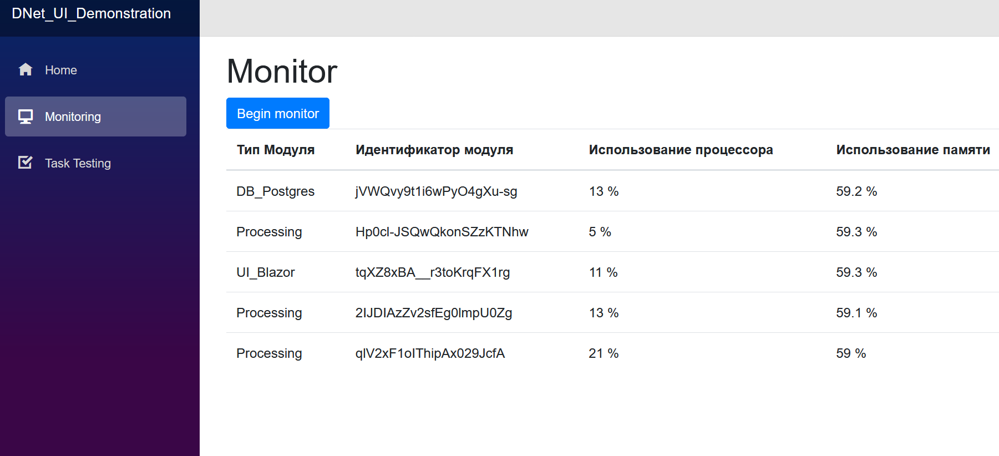 DNet_UI_Demonstration
Home
Monitoring
Task Testing
Monitor
Begin monitor
Тип Модуля Идентификатор модуля Использование процессора Использование памяти
DB_Postgres jVWQvy9t1i6wPyO4gXu-sg 13 % 59.2 %
Processing Hp0cl-JSQwQkonSZzKTNhw 5 % 59.3 %
UI_Blazor tqXZ8xBA__r3toKrqFX1rg 11 % 59.3 %
Processing 2IJDIAzZv2sfEg0lmpU0Zg 13 % 59.1 %
Processing qlV2xF1oIThipAx029JcfA 21 % 59 %